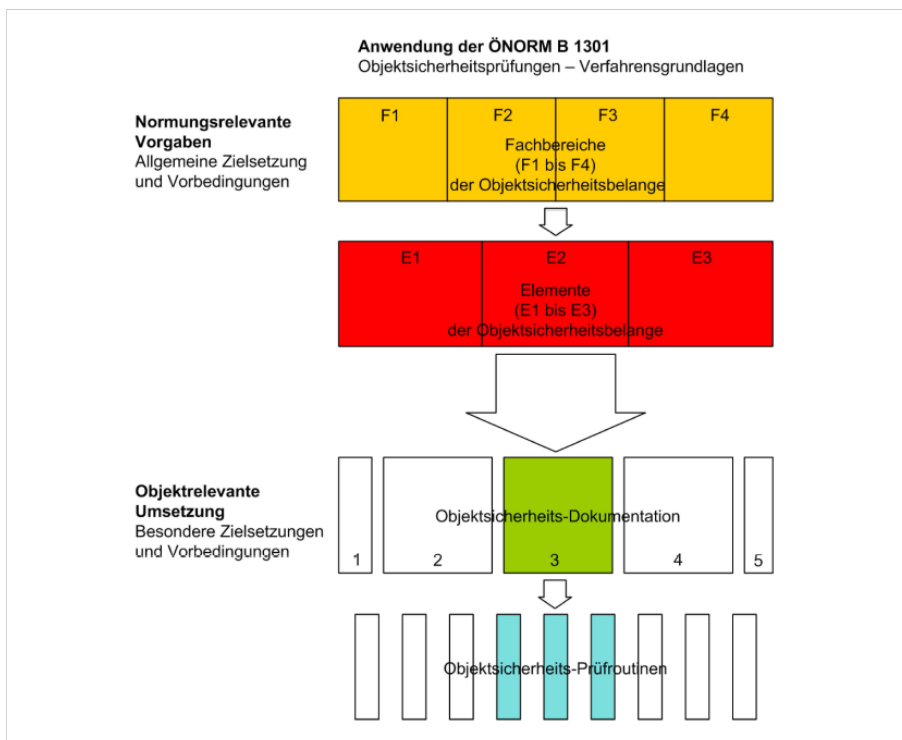 Anwendung der ÖNORM B 1301
Objektsicherheitsprüfungen – Verfahrensgrundlagen
Normungsrelevante
Vorgaben
Allgemeine Zielsetzung
und Vorbedingungen
F1 F2 F3 F4
Fachbereiche
(F1 bis F4)
der Objektsicherheitsbelange
E1 E2 E3
Elemente
(E1 bis E3)
der Objektsicherheitsbelange
Objektrelevante
Umsetzung
Besondere Zielsetzungen
und Vorbedingungen
Objektsicherheits-Dokumentation
1 2 3 4 5
Objektsicherheits-Prüfroutinen